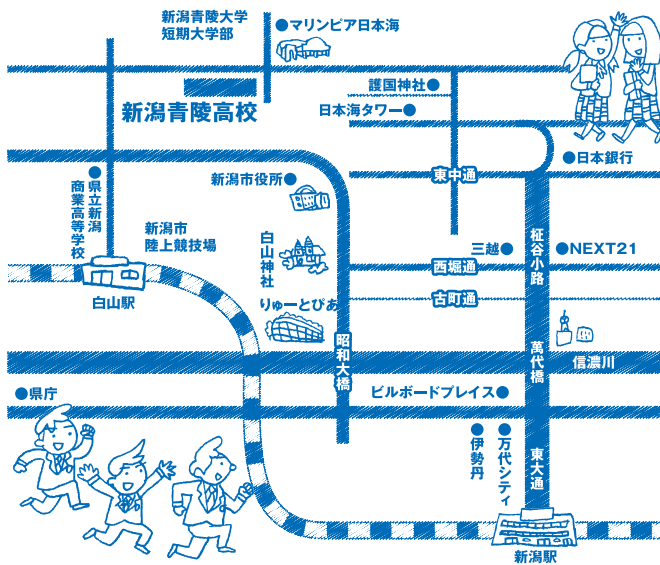 新潟青陵大学
短期大学部
マリンピア日本海
護国神社
新潟青陵高校
日本海タワー
日本銀行
新潟市役所
東中通
県立新潟
商業高等学校
新潟市
陸上競技場
白山神社
三越
柾谷小路
NEXT21
西堀通
白山駅
りゅーとぴあ
古町通
昭和大橋
萬代橋
信濃川
県庁
ビルボードプレイス
伊勢丹
万代シティ
東大通
新潟駅